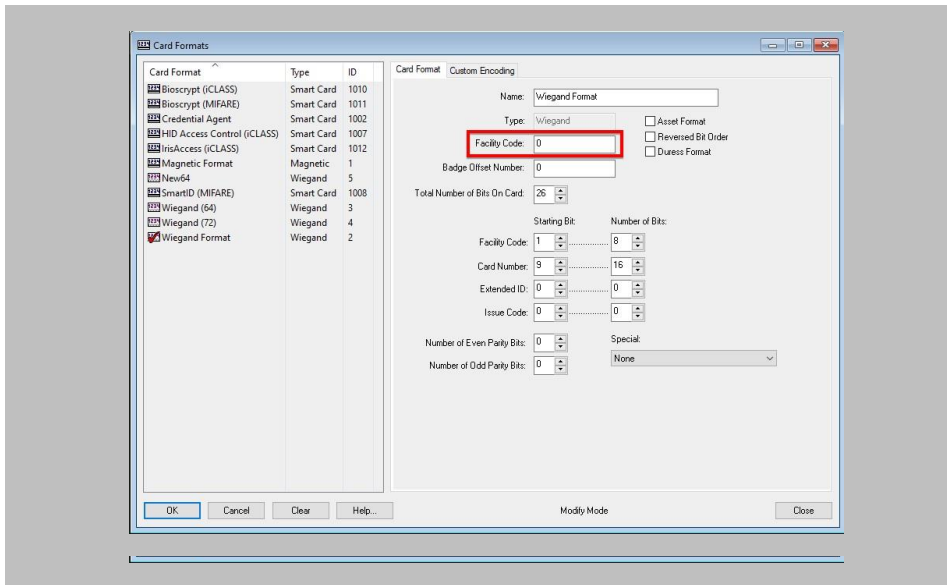 Card Formats
Card Format Type ID
Bioscrypt (iCLASS) Smart Card 1010
Bioscrypt (MIFARE) Smart Card 1011
Credential Agent Smart Card 1002
HID Access Control (iCLASS) Smart Card 1007
IrisAccess (iCLASS) Smart Card 1012
Magnetic Format Magnetic 1
New64 Wiegand 5
SmartID (MIFARE) Smart Card 1008
Wiegand (64) Wiegand 3
Wiegand (72) Wiegand 4
Wiegand Format Wiegand 2
Card Format Custom Encoding
Name: Wiegand Format
Type: Wiegand Asset Format
Reversed Bit Order
Facility Code: 0
Duress Format
Badge Offset Number: 0
Total Number of Bits On Card: 26
Starting Bit: Number of Bits:
Facility Code: 1 ................ 8
Card Number: 9 ................ 16
Extended ID: 0 ................ 0
Issue Code: 0 ................ 0
Number of Even Parity Bits: 0 Special:
Number of Odd Parity Bits: 0 None
OK Cancel Clear Help... Modify Mode Close